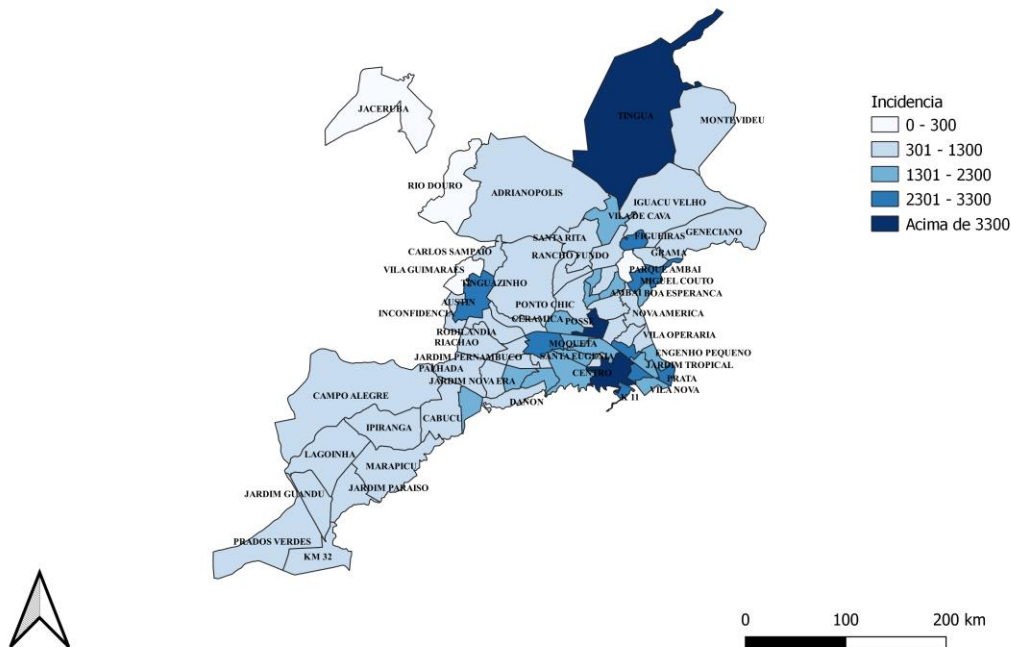 TINGUA
MONTEVIDEU
JACERUBA
RIO DOURO
ADRIANOPOLIS
IGUACU VELHO
VILA DE CAVA
GENECIANO
FIGUEIRAS
SANTA RITA
CARLOS SAMPAIO
RANCHO FUNDO
GRAMA
VILA GUIMARAES
PARQUE AMBAI
TINGUAZINHO
MIGUEL COUTO
AMBAI
BOA ESPERANCA
AUSTIN
PONTO CHIC
INCONFIDENCIA
NOVA AMERICA
CERAMICA
POSSE
RODILANDIA
VILA OPERARIA
RIACHAO
MOQUETA
JARDIM PERNAMBUCO
SANTA EUGENIA
ENGENHO PEQUENO
PALHADA
JARDIM TROPICAL
CENTRO
JARDIM NOVA ERA
PRATA
VILA NOVA
K 11
DANON
CAMPO ALEGRE
CABUCU
IPIRANGA
LAGOINHA
MARAPICU
JARDIM PARAISO
JARDIM GUANDU
PRADOS VERDES
KM 32
Incidencia
0 - 300
301 - 1300
1301 - 2300
2301 - 3300
Acima de 3300
0 100 200 km